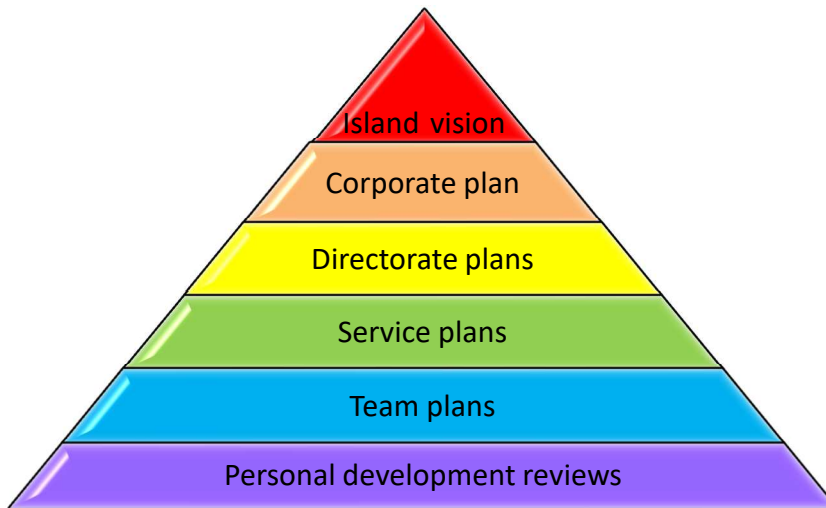 Island vision
Corporate plan
Directorate plans
Service plans
Team plans
Personal development reviews